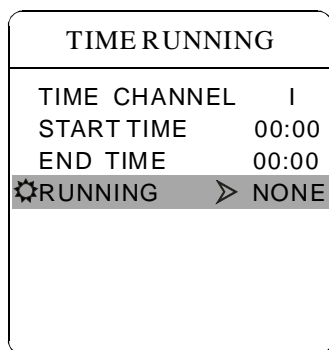 TIME RUNNING
TIME CHANNEL I
START TIME 00:00
END TIME 00:00
RUNNING NONE